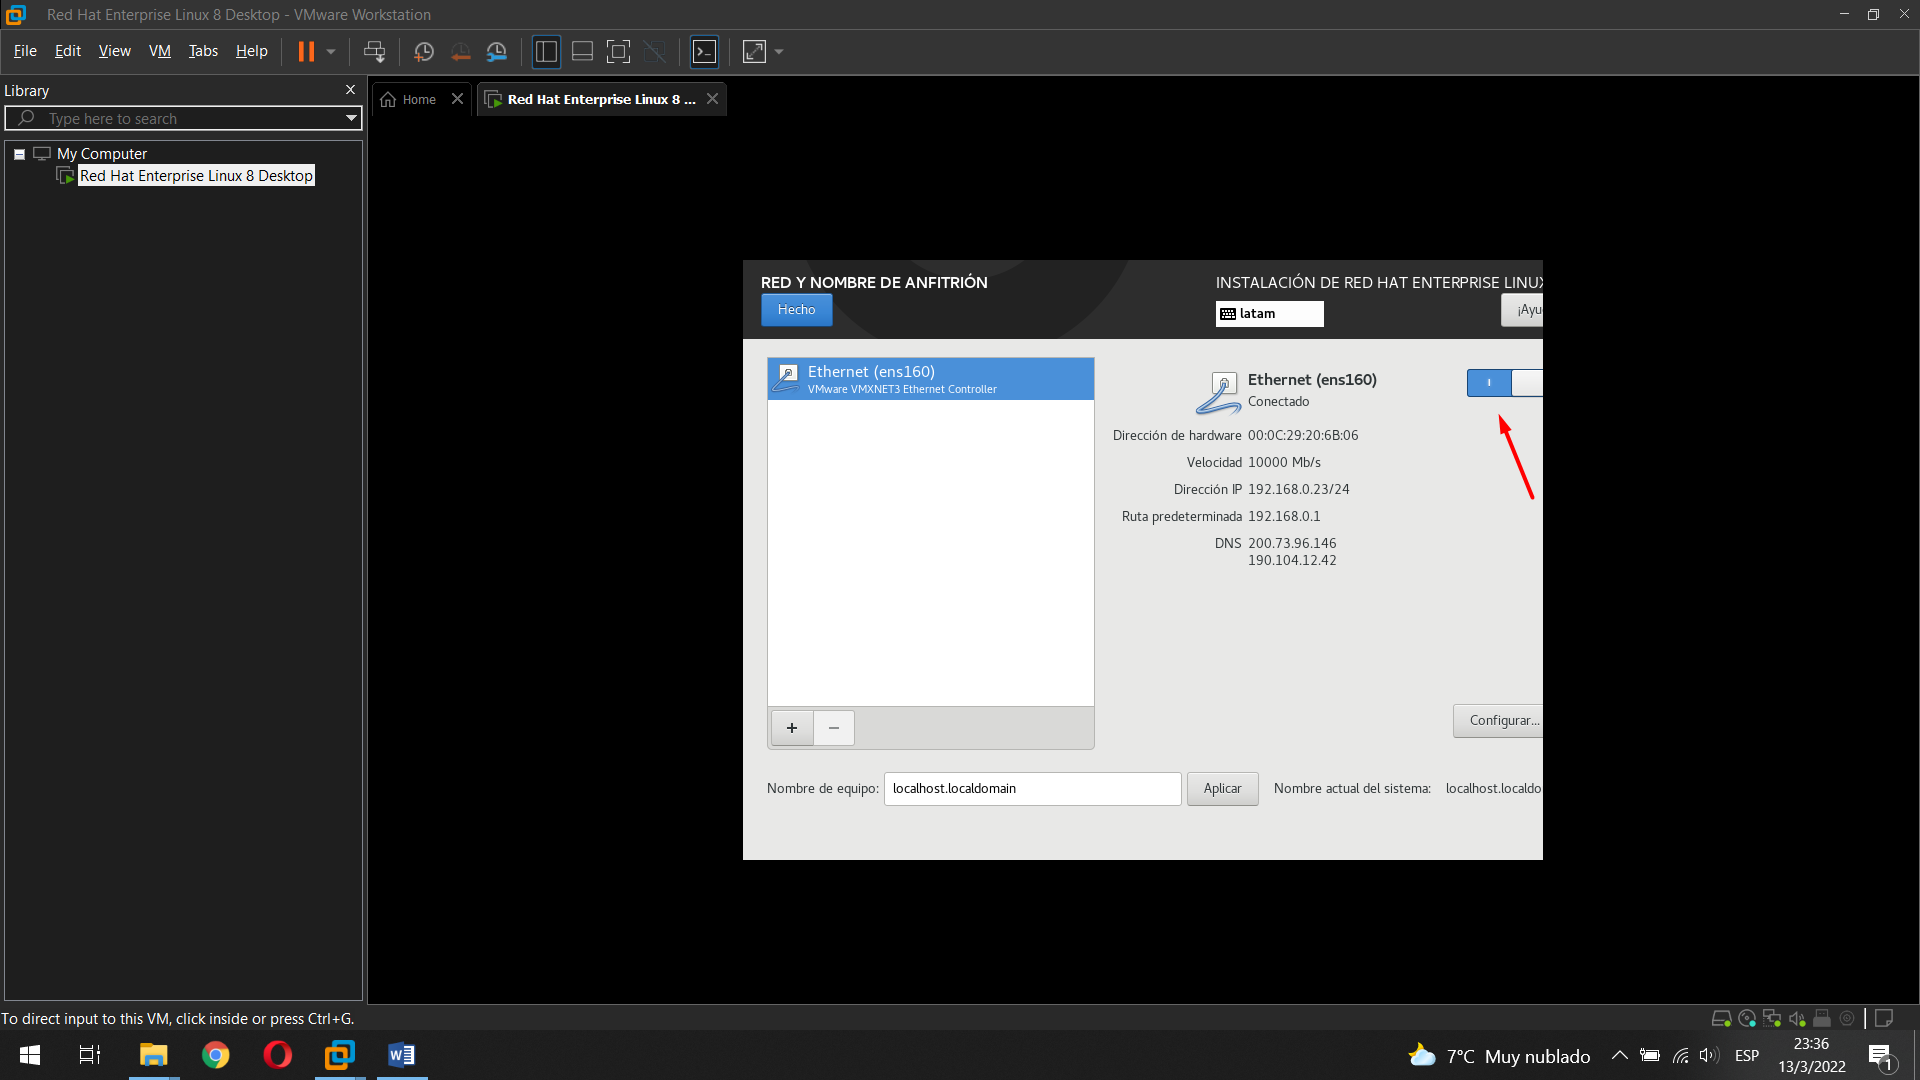 Red Hat Enterprise Linux 8 Desktop - VMware Workstation
File Edit View VM Tabs Help
Library
Type here to search
My Computer
Red Hat Enterprise Linux 8 Desktop
Home
Red Hat Enterprise Linux 8 ...
RED Y NOMBRE DE ANFITRIÓN
Hecho
INSTALACIÓN DE RED HAT ENTERPRISE LINUX
latam
¡Ayu
Ethernet (ens160)
VMware VMXNET3 Ethernet Controller
Ethernet (ens160)
Conectado
Dirección de hardware 00:0C:29:20:6B:06
Velocidad 10000 Mb/s
Dirección IP 192.168.0.23/24
Ruta predeterminada 192.168.0.1
DNS 200.73.96.146
190.104.12.42
+ −
Configurar...
Nombre de equipo: localhost.localdomain Aplicar Nombre actual del sistema: localhost.localdo
To direct input to this VM, click inside or press Ctrl+G.
7°C Muy nublado
ESP
23:36
13/3/2022
1